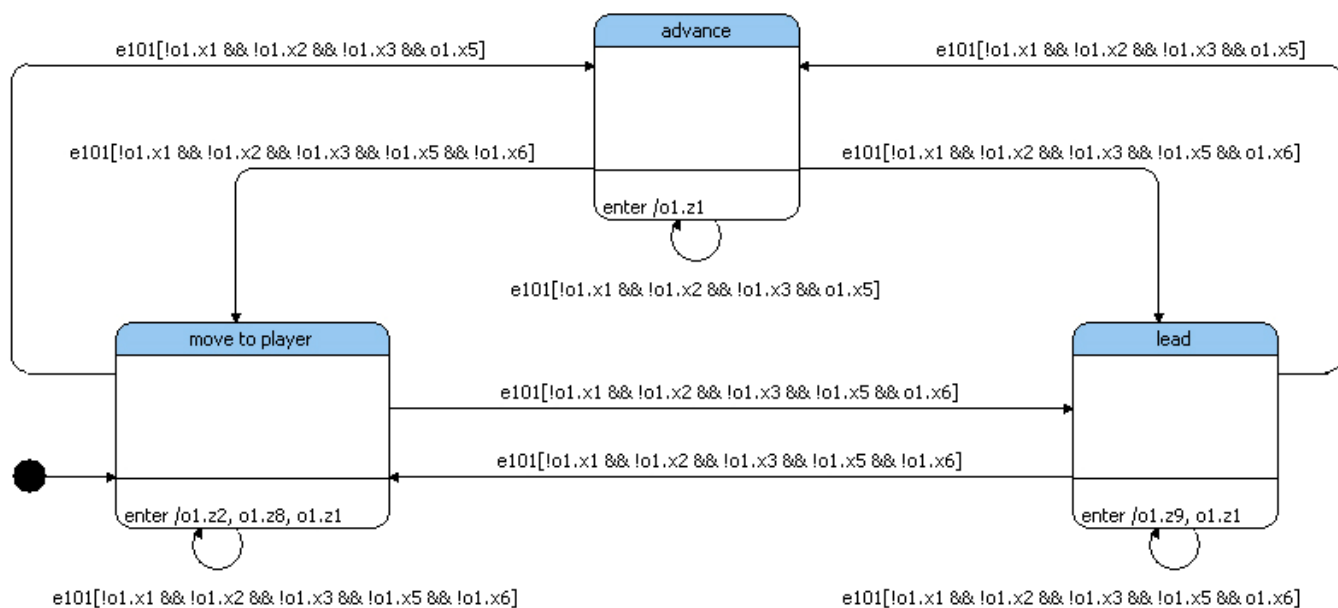 advance
e101[!o1.x1 && !o1.x2 && !o1.x3 && o1.x5]
e101[!o1.x1 && !o1.x2 && !o1.x3 && o1.x5]
e101[!o1.x1 && !o1.x2 && !o1.x3 && !o1.x5 && !o1.x6]
e101[!o1.x1 && !o1.x2 && !o1.x3 && !o1.x5 && o1.x6]
enter /o1.z1
e101[!o1.x1 && !o1.x2 && !o1.x3 && o1.x5]
move to player
lead
e101[!o1.x1 && !o1.x2 && !o1.x3 && !o1.x5 && o1.x6]
e101[!o1.x1 && !o1.x2 && !o1.x3 && !o1.x5 && !o1.x6]
enter /o1.z2, o1.z8, o1.z1
enter /o1.z9, o1.z1
e101[!o1.x1 && !o1.x2 && !o1.x3 && !o1.x5 && !o1.x6]
e101[!o1.x1 && !o1.x2 && !o1.x3 && !o1.x5 && o1.x6]